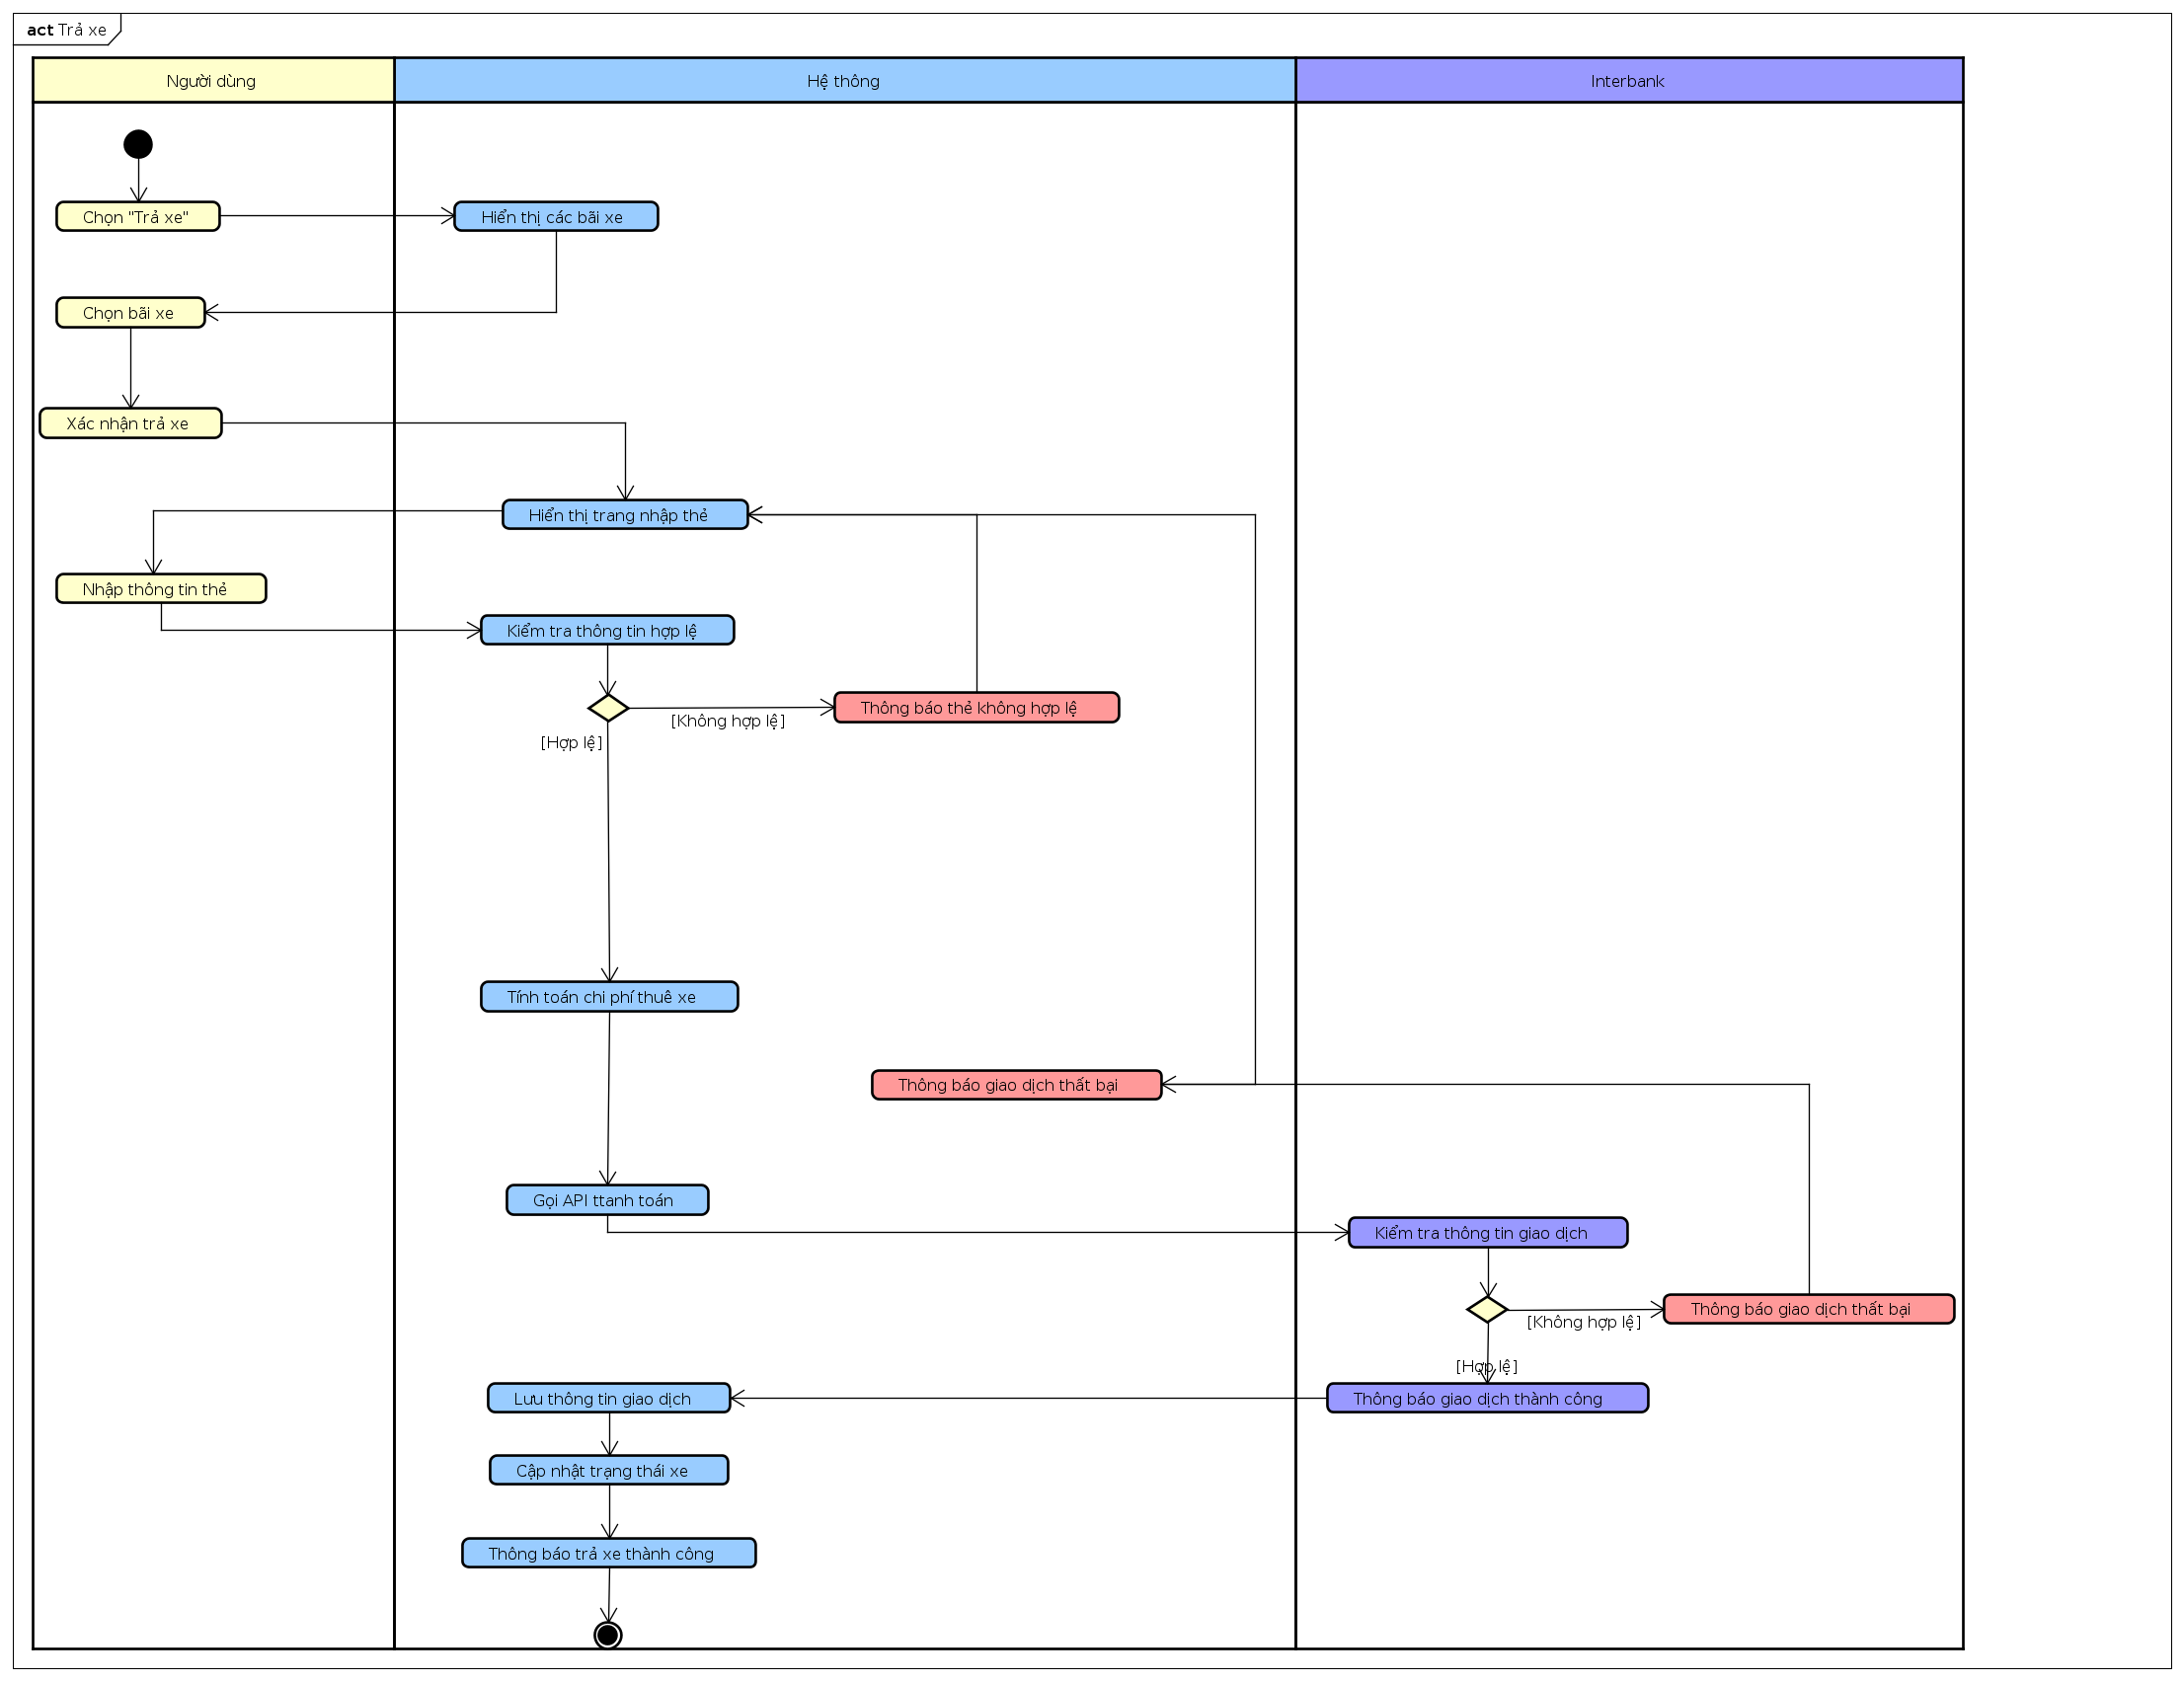 act Trả xe
Người dùng
Hệ thông
Interbank
Chọn "Trả xe"
Hiển thị các bãi xe
Chọn bãi xe
Xác nhận trả xe
Hiển thị trang nhập thẻ
Nhập thông tin thẻ
Kiểm tra thông tin hợp lệ
Thông báo thẻ không hợp lệ
[Không hợp lệ]
[Hợp lệ]
Tính toán chi phí thuê xe
Thông báo giao dịch thất bại
Gọi API ttanh toán
Kiểm tra thông tin giao dịch
Thông báo giao dịch thất bại
[Không hợp lệ]
[Hợp lệ]
Lưu thông tin giao dịch
Thông báo giao dịch thành công
Cập nhật trạng thái xe
Thông báo trả xe thành công